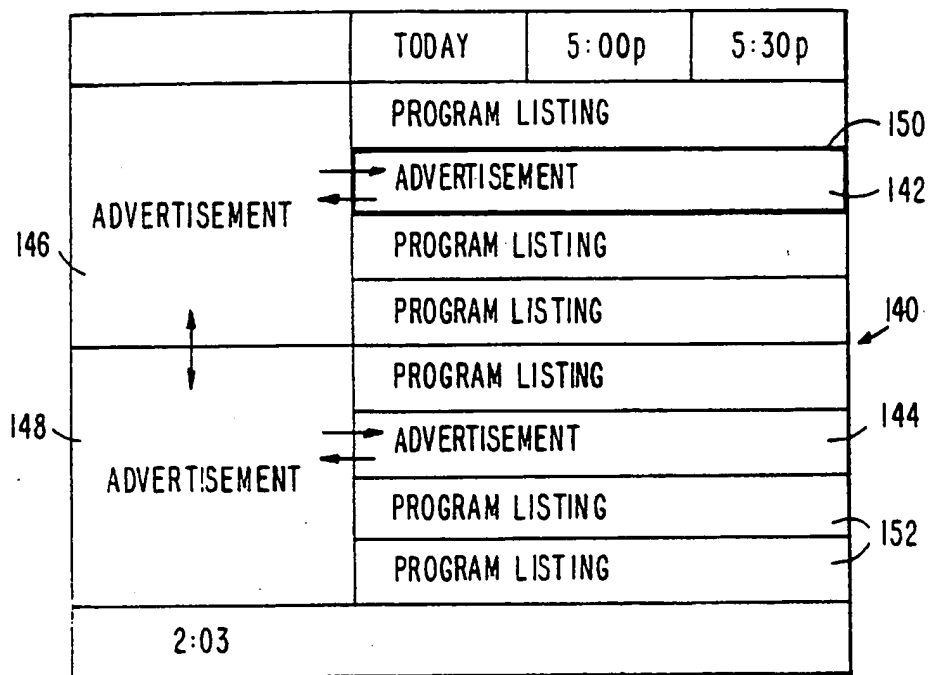 TODAY 5:00p 5:30p
PROGRAM LISTING
150
ADVERTISEMENT
142
ADVERTISEMENT
146
PROGRAM LISTING
PROGRAM LISTING
140
PROGRAM LISTING
148
ADVERTISEMENT
144
ADVERTISEMENT
PROGRAM LISTING
152
PROGRAM LISTING
2:03